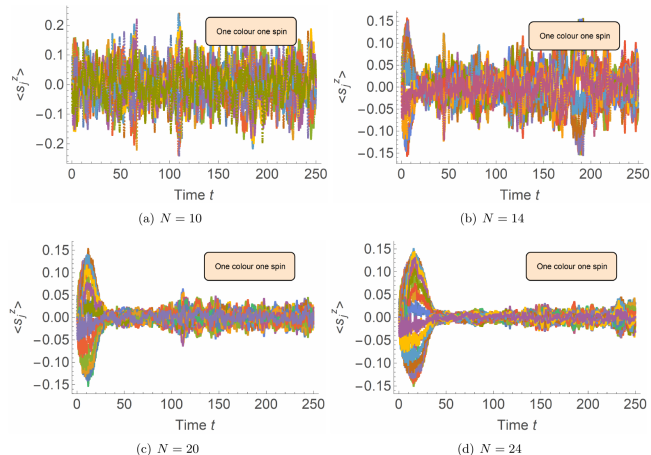 One colour one spin
0.2
0.1
0.0
-0.1
-0.2
<s_j^z>
0 50 100 150 200 250
Time t
(a) N = 10
One colour one spin
0.15
0.10
0.05
0.00
-0.05
-0.10
-0.15
<s_j^z>
0 50 100 150 200 250
Time t
(b) N = 14
One colour one spin
0.15
0.10
0.05
0.00
-0.05
-0.10
-0.15
<s_j^z>
0 50 100 150 200 250
Time t
(c) N = 20
One colour one spin
0.15
0.10
0.05
0.00
-0.05
-0.10
-0.15
<s_j^z>
0 50 100 150 200 250
Time t
(d) N = 24